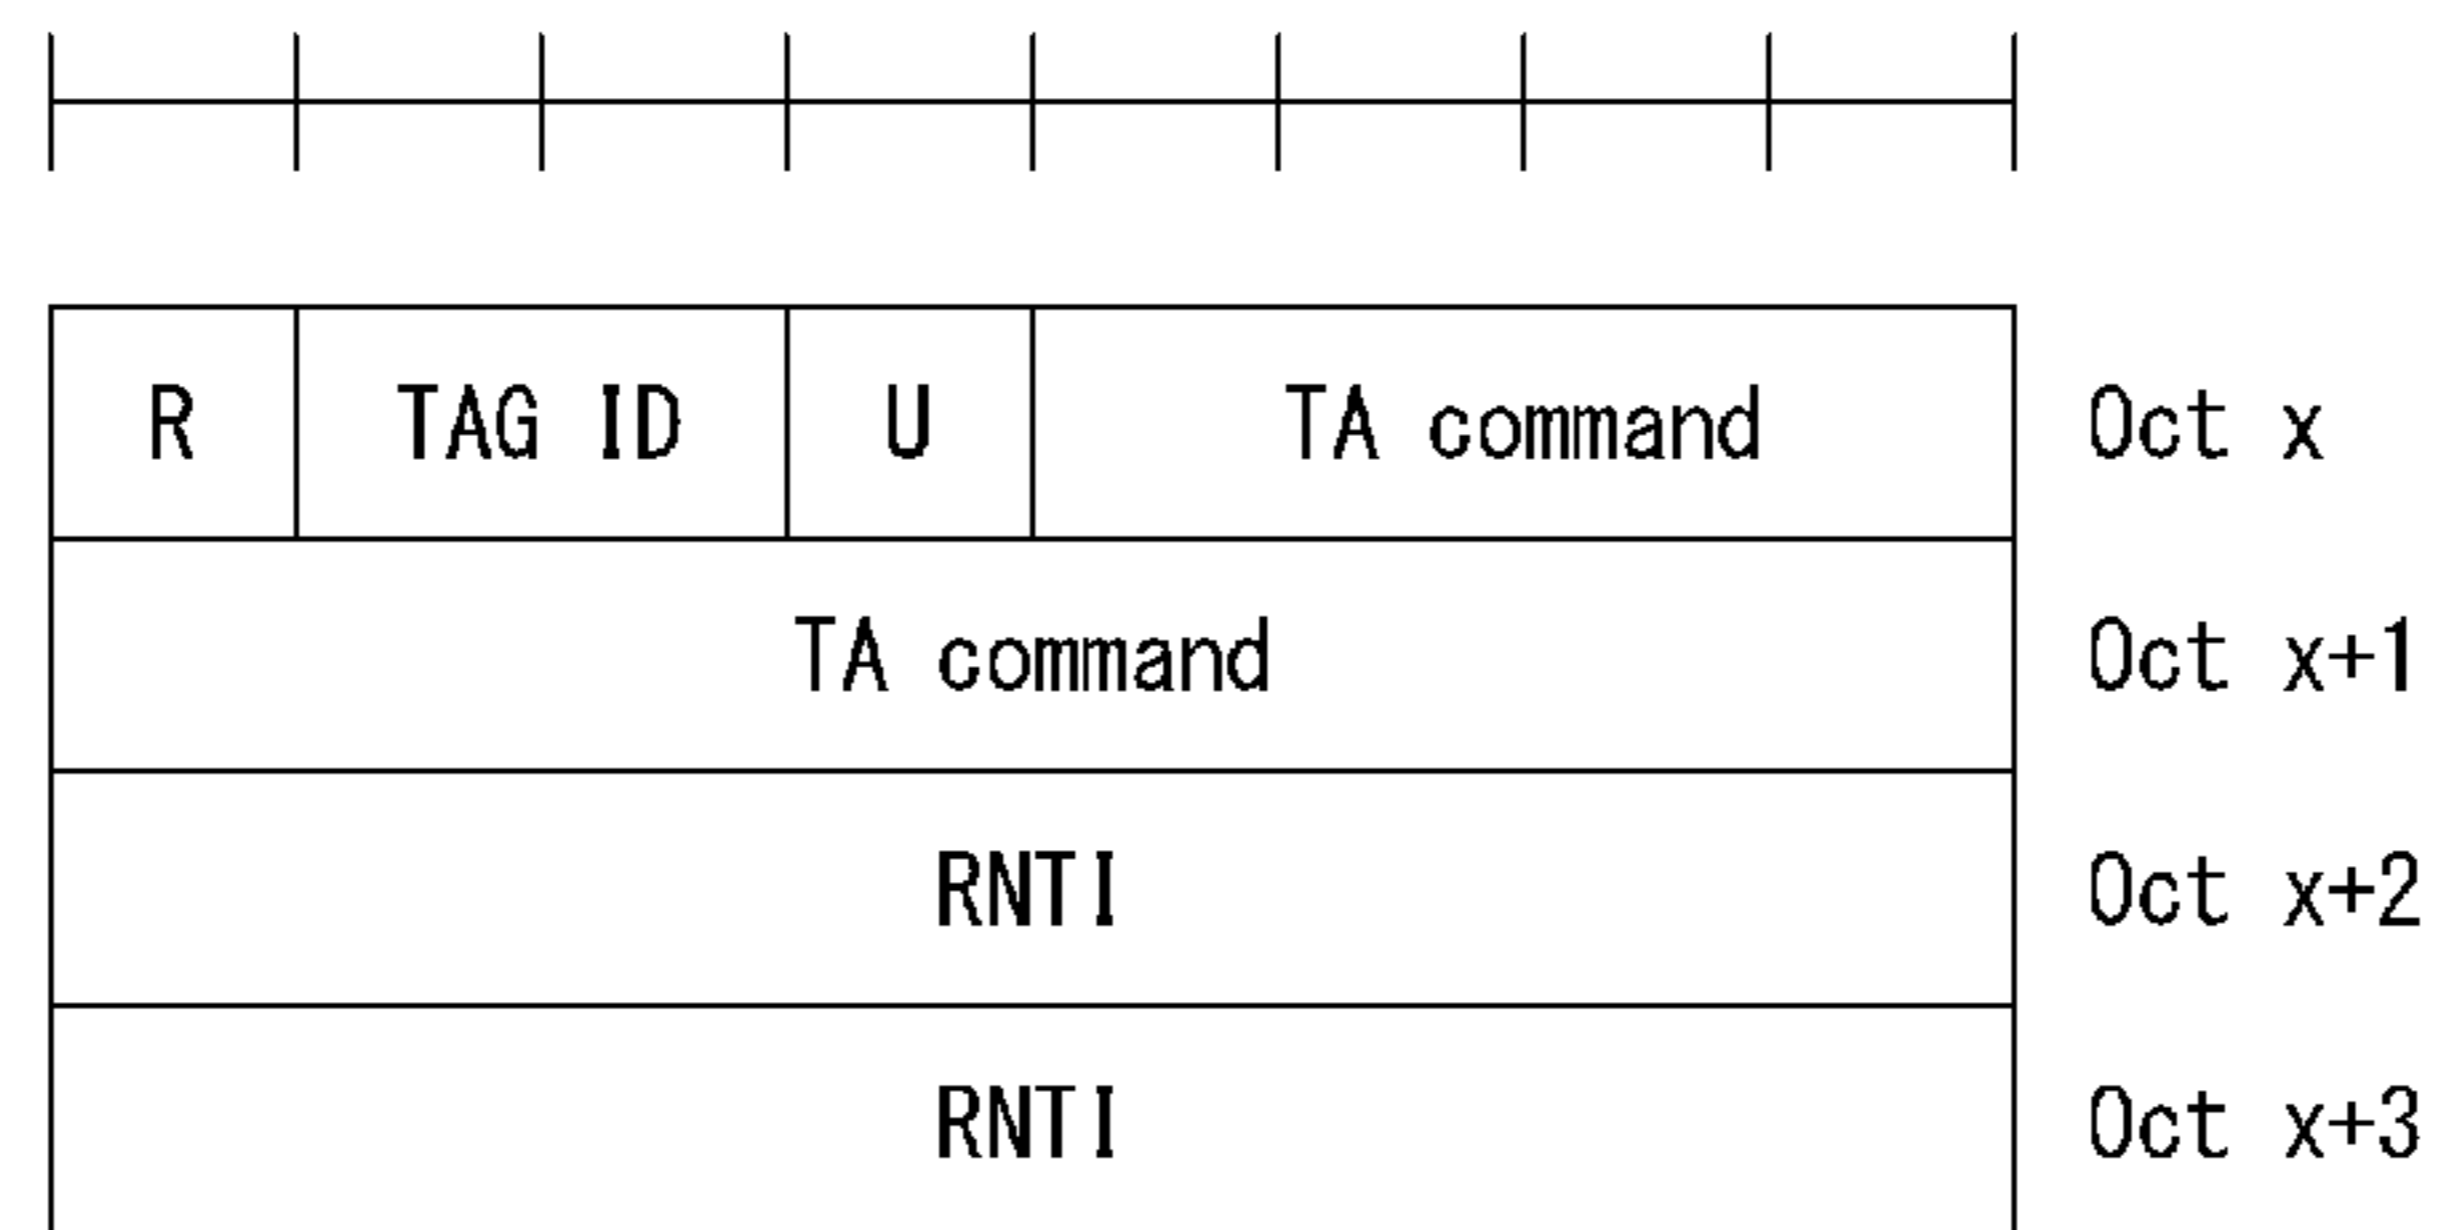 R TAG ID U TA command Oct x
TA command Oct x+1
RNTI Oct x+2
RNTI Oct x+3